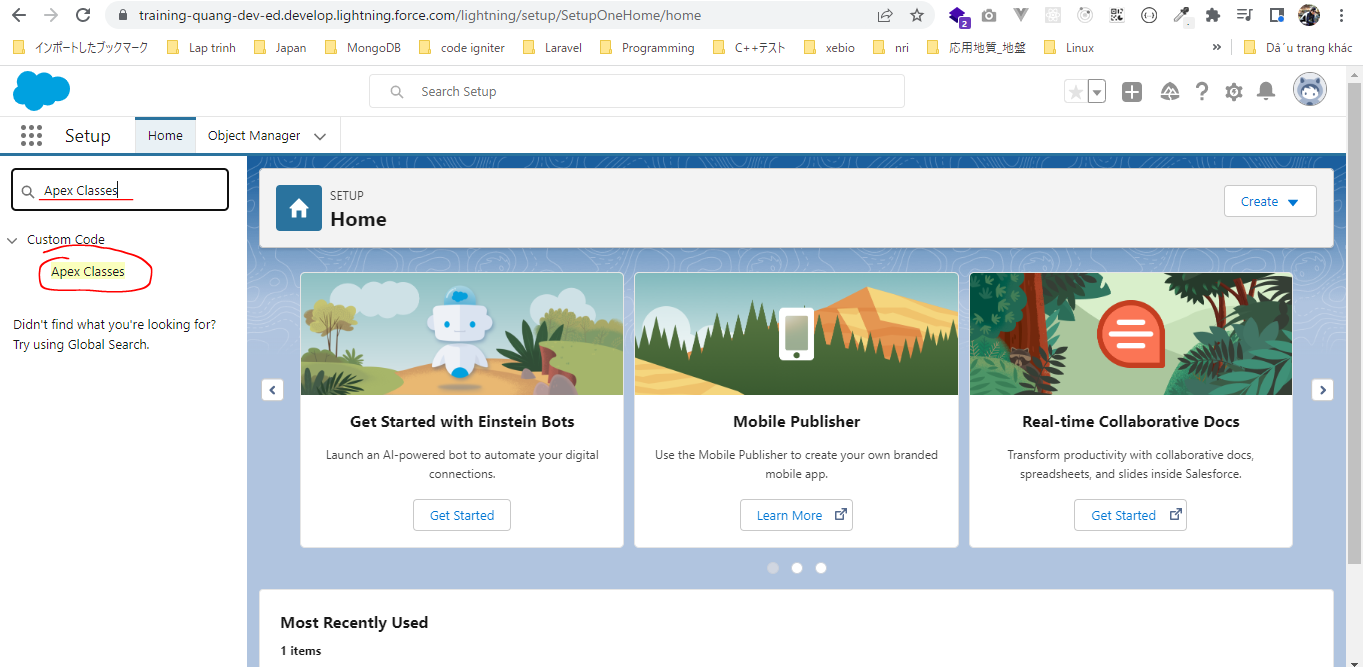 training-quang-dev-ed.develop.lightning.force.com/lightning/setup/SetupOneHome/home
2
インポートしたブックマーク Lap trinh Japan MongoDB code igniter Laravel Programming C++テスト xebio nri 応用地質_地盤 Linux » Dâ´u trang khác
Search Setup
Setup Home Object Manager
Apex Classes
SETUP
Home
Create
Custom Code
Apex Classes
Didn't find what you're looking for?
Try using Global Search.
Get Started with Einstein Bots
Launch an AI-powered bot to automate your digital
connections.
Get Started
Mobile Publisher
Use the Mobile Publisher to create your own branded
mobile app.
Learn More
Real-time Collaborative Docs
Transform productivity with collaborative docs,
spreadsheets, and slides inside Salesforce.
Get Started
Most Recently Used
1 items